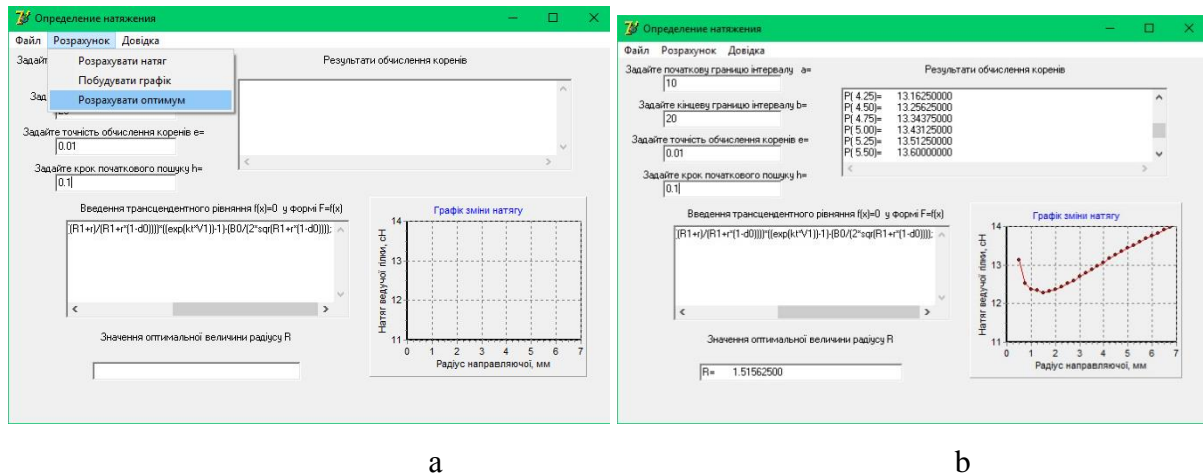 Определение натяжения
Файл Розрахунок Довідка
Розрахувати натяг
Побудувати графік
Розрахувати оптимум
Задайт
Зад
20
Задайте точність обчислення коренів e=
0.01
Задайте крок початкового пошуку h=
0.1
Результати обчислення коренів
Введення трансцендентного рівняння f(x)=0 у формі F=f(x)
[(R1+r)/(R1+r*(1-d0))))*((exp(kt*V1))-1)-(B0/(2*sqr(R1+r*(1-d0))));
Значення оптимальної величини радіусу R
Графік зміни натягу
Натяг ведучої гілки, сН
14
13
12
11
0 1 2 3 4 5 6 7
Радіус направляючої, мм
a
Определение натяжения
Файл Розрахунок Довідка
Задайте початкову границю інтервалу a=
10
Задайте кінцеву границю інтервалу b=
20
Задайте точність обчислення коренів e=
0.01
Задайте крок початкового пошуку h=
0.1
Результати обчислення коренів
P( 4.25)= 13.16250000
P( 4.50)= 13.25625000
P( 4.75)= 13.34375000
P( 5.00)= 13.43125000
P( 5.25)= 13.51250000
P( 5.50)= 13.60000000
Введення трансцендентного рівняння f(x)=0 у формі F=f(x)
[(R1+r)/(R1+r*(1-d0))))*((exp(kt*V1))-1)-(B0/(2*sqr(R1+r*(1-d0))));
Значення оптимальної величини радіусу R
R= 1.51562500
Графік зміни натягу
Натяг ведучої гілки, сН
14
13
12
11
0 1 2 3 4 5 6 7
Радіус направляючої, мм
b